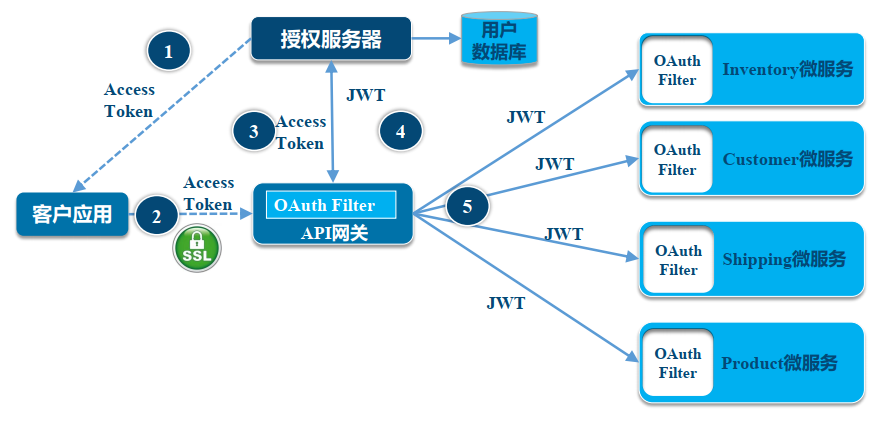 1
授权服务器
用户
数据库
Access
Token
JWT
3
Access
Token
4
客户应用
2
Access
Token
SSL
OAuth Filter
API网关
5
JWT
JWT
JWT
JWT
OAuth
Filter
Inventory微服务
OAuth
Filter
Customer微服务
OAuth
Filter
Shipping微服务
OAuth
Filter
Product微服务